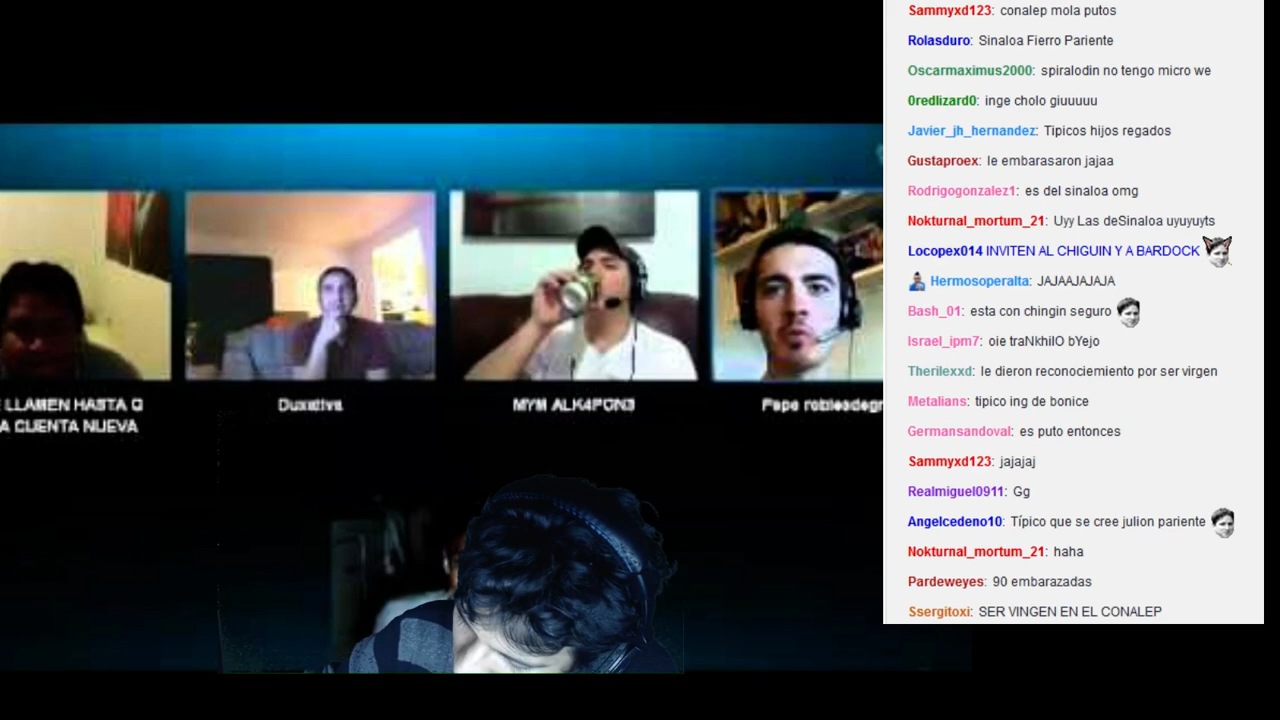 LLAMEN HASTA Q
A CUENTA NUEVA
Duxativa
MYM ALK4PON3
Pepe roblesdegr
Sammyxd123: conalep mola putos
Rolasduro: Sinaloa Fierro Pariente
Oscarmaximus2000: spiralodin no tengo micro we
0redlizard0: inge cholo giuuuuu
Javier_jh_hernandez: Tipicos hijos regados
Gustaproex: le embarasaron jajaa
Rodrigogonzalez1: es del sinaloa omg
Nokturnal_mortum_21: Uyy Las deSinaloa uyuyuyts
Locopex014 INVITEN AL CHIGUIN Y A BARDOCK
Hermosoperalta: JAJAAJAJAJA
Bash_01: esta con chingin seguro
Israel_ipm7: oie traNkhilO bYejo
Therilexxd: le dieron reconociemiento por ser virgen
Metalians: tipico ing de bonice
Germansandoval: es puto entonces
Sammyxd123: jajajaj
Realmiguel0911: Gg
Angelcedeno10: Típico que se cree julion pariente
Nokturnal_mortum_21: haha
Pardeweyes: 90 embarazadas
Ssergitoxi: SER VINGEN EN EL CONALEP